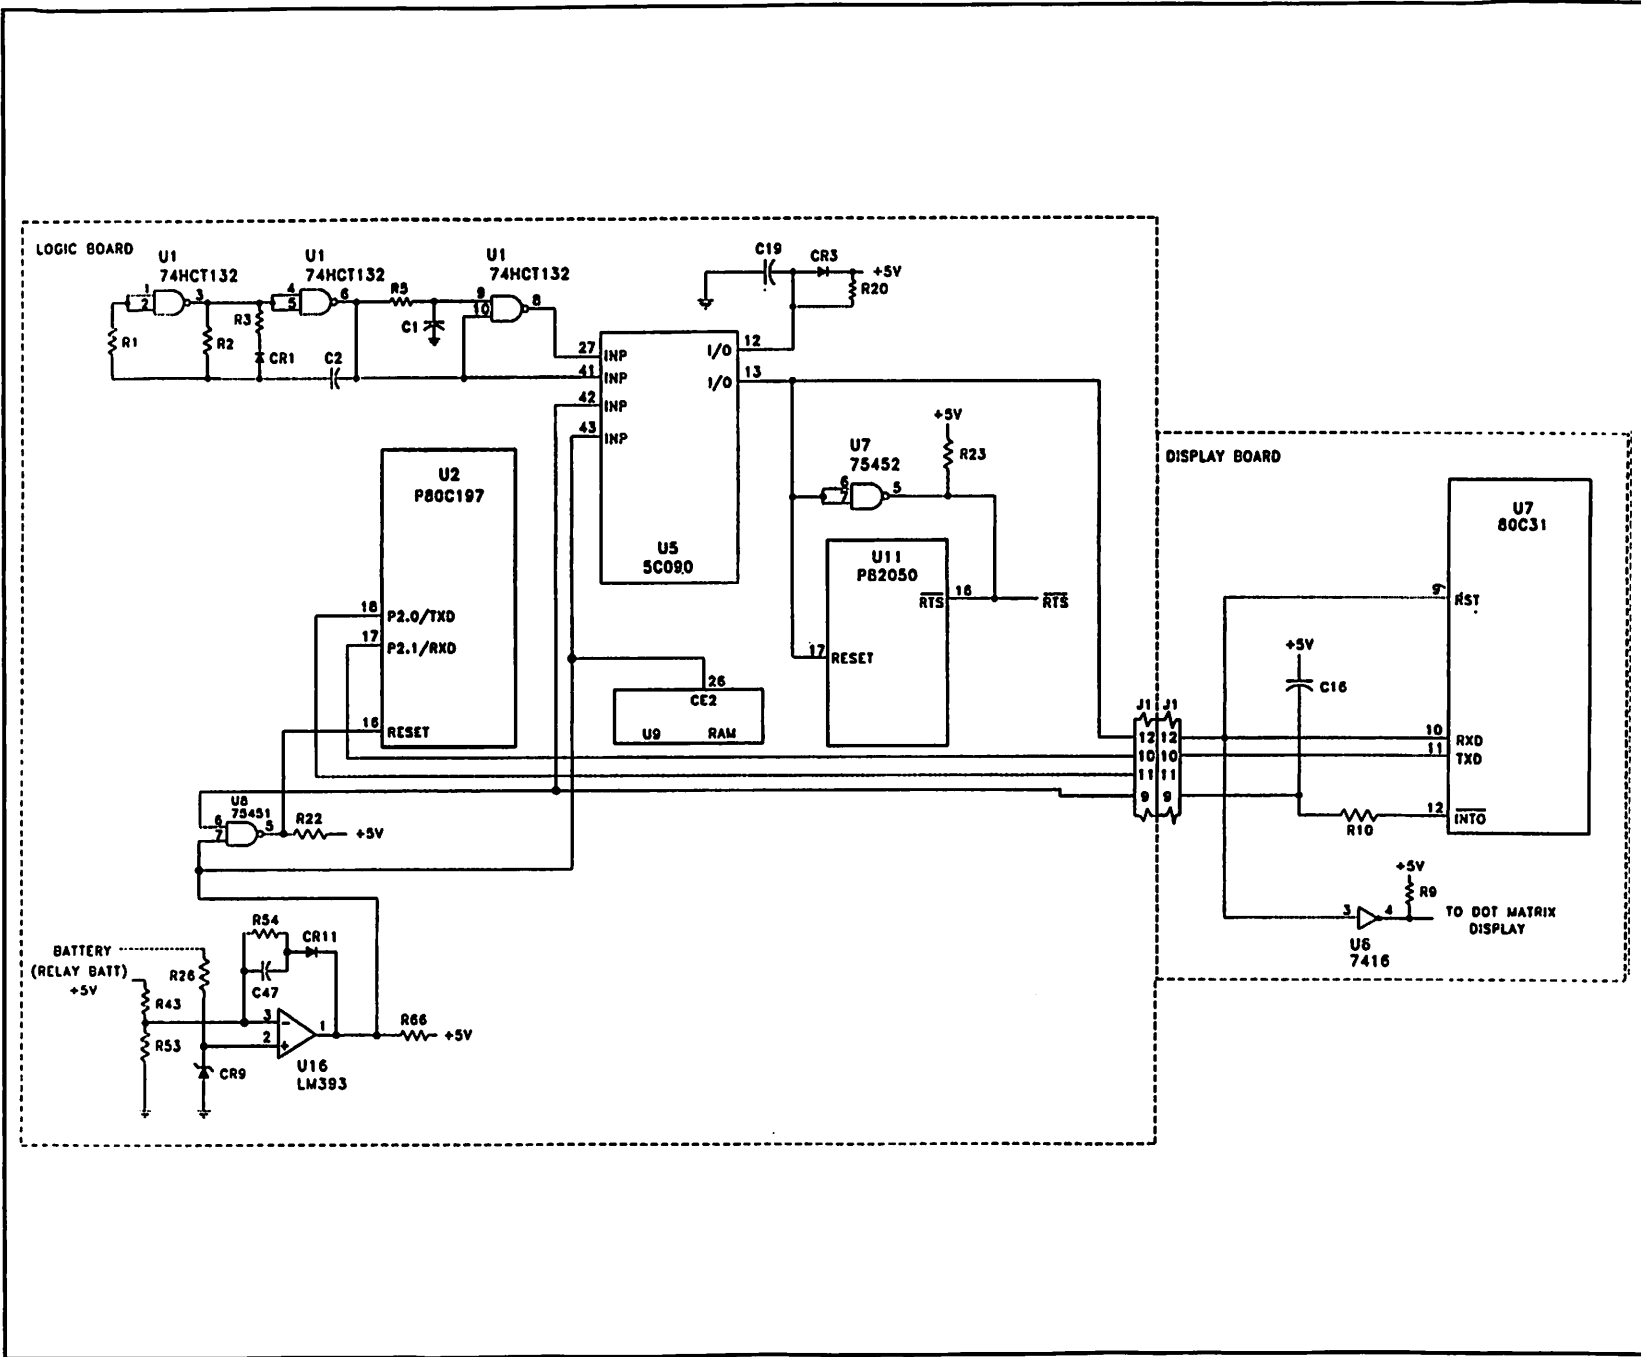 LOGIC BOARD
U1
74HCT132
1
2
3
R1
R2
R3
CR1
U1
74HCT132
4
5
6
C2
R5
C1
U1
74HCT132
9
10
8
C19
CR3
+5V
R20
27 INP
41 INP
42 INP
43 INP
I/O 12
I/O 13
U5
5C090
U2
P80C197
18 P2.0/TXD
17 P2.1/RXD
16 RESET
+5V
R23
U7
75452
6
7
5
U11
PB2050
RTS 16
RTS
17 RESET
26
CE2
U9 RAM
U8
75451
6
7
5
R22
+5V
BATTERY
(RELAY BATT)
+5V
R43
R53
R26
CR9
R54
CR11
C47
3 -
2 +
1
U16
LM393
R66
+5V
J1 J1
12 12
10 10
11 11
9 9
DISPLAY BOARD
U7
80C31
9 RST
+5V
C16
10 RXD
11 TXD
12 INTO
R10
+5V
R9
3
4
U6
7416
TO DOT MATRIX
DISPLAY